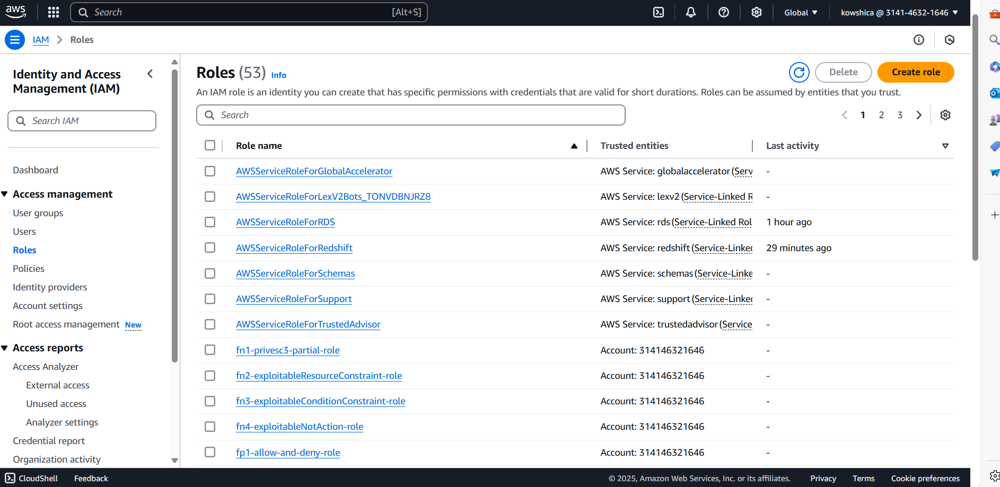 aws
Search [Alt+S]
Global
kowshica @ 3141-4632-1646
IAM > Roles
Identity and Access
Management (IAM)
Search IAM
Dashboard
Access management
User groups
Users
Roles
Policies
Identity providers
Account settings
Root access management New
Access reports
Access Analyzer
External access
Unused access
Analyzer settings
Credential report
Organization activity
Roles (53) Info
Delete
Create role
An IAM role is an identity you can create that has specific permissions with credentials that are valid for short durations. Roles can be assumed by entities that you trust.
Search
1 2 3
Role name Trusted entities Last activity
AWSServiceRoleForGlobalAccelerator AWS Service: globalaccelerator (Serv -
AWSServiceRoleForLexV2Bots_TONVDBNJRZ8 AWS Service: lexv2 (Service-Linked R -
AWSServiceRoleForRDS AWS Service: rds (Service-Linked Rol 1 hour ago
AWSServiceRoleForRedshift AWS Service: redshift (Service-Linked 29 minutes ago
AWSServiceRoleForSchemas AWS Service: schemas (Service-Linke -
AWSServiceRoleForSupport AWS Service: support (Service-Linked -
AWSServiceRoleForTrustedAdvisor AWS Service: trustedadvisor (Service -
fn1-privesc3-partial-role Account: 314146321646 -
fn2-exploitableResourceConstraint-role Account: 314146321646 -
fn3-exploitableConditionConstraint-role Account: 314146321646 -
fn4-exploitableNotAction-role Account: 314146321646 -
fp1-allow-and-deny-role Account: 314146321646 -
CloudShell Feedback © 2025, Amazon Web Services, Inc. or its affiliates. Privacy Terms Cookie preferences